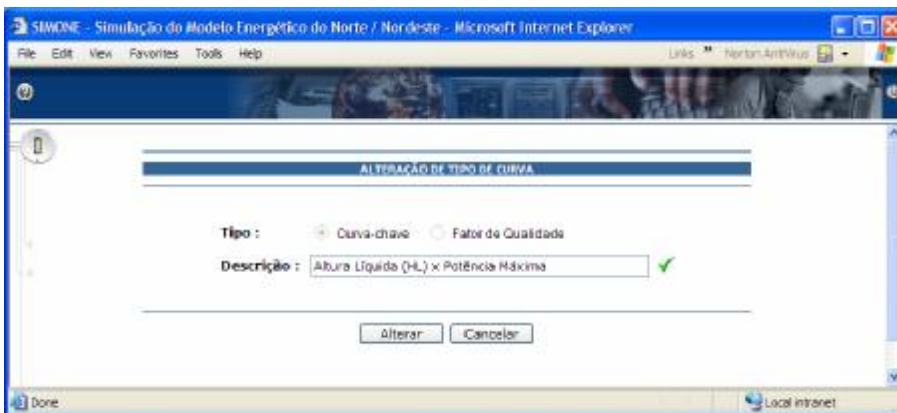 SIMONE - Simulação do Modelo Energético do Norte / Nordeste - Microsoft Internet Explorer
File Edit View Favorites Tools Help Links » Norton AntiVirus
ALTERAÇÃO DE TIPO DE CURVA
Tipo : Curva-chave Fator de Qualidade
Descrição : Altura Líquida (HL) x Potência Máxima
Alterar Cancelar
Done Local intranet